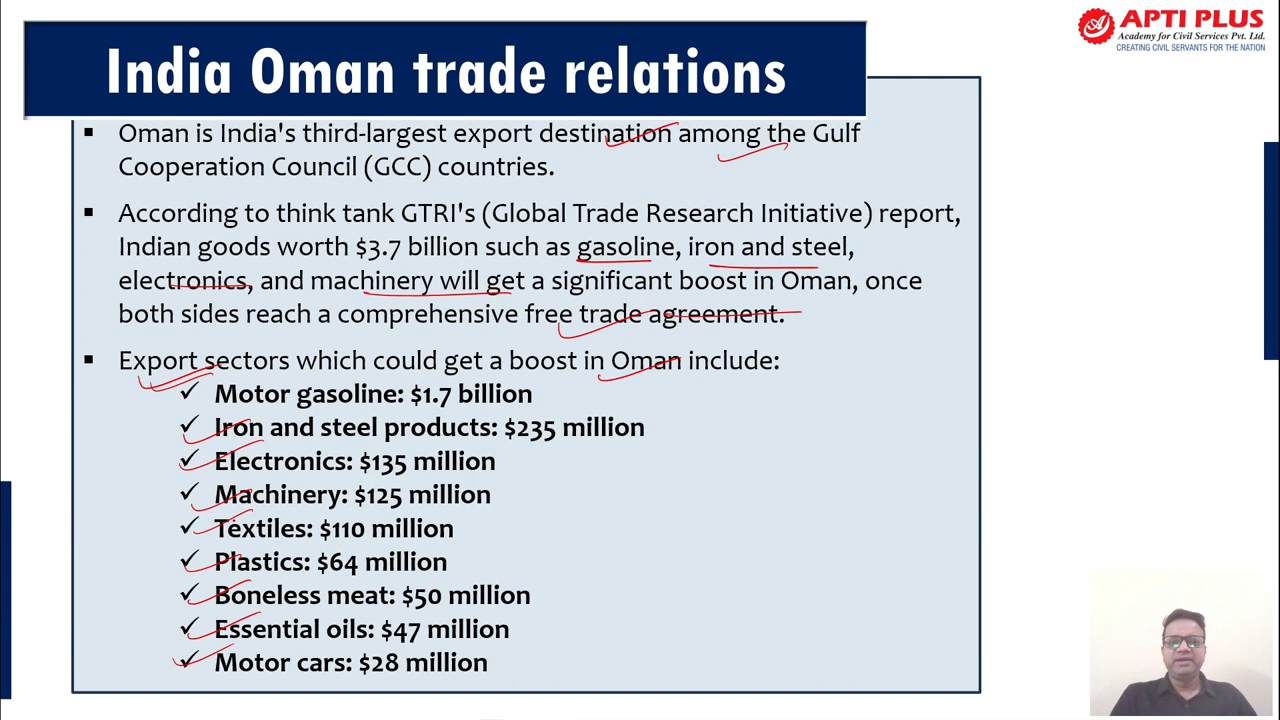 APTI PLUS
Academy for Civil Services Pvt. Ltd.
CREATING CIVIL SERVANTS FOR THE NATION
India Oman trade relations
▪ Oman is India's third-largest export destination among the Gulf
Cooperation Council (GCC) countries.
▪ According to think tank GTRI's (Global Trade Research Initiative) report,
Indian goods worth $3.7 billion such as gasoline, iron and steel,
electronics, and machinery will get a significant boost in Oman, once
both sides reach a comprehensive free trade agreement.
▪ Export sectors which could get a boost in Oman include:
✓ Motor gasoline: $1.7 billion
✓ Iron and steel products: $235 million
✓ Electronics: $135 million
✓ Machinery: $125 million
✓ Textiles: $110 million
✓ Plastics: $64 million
✓ Boneless meat: $50 million
✓ Essential oils: $47 million
✓ Motor cars: $28 million